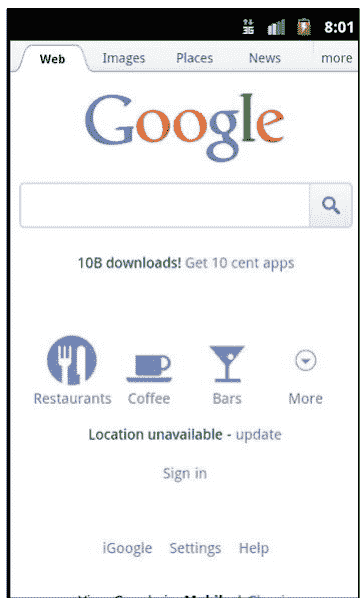 3G 8:01
Web Images Places News more
Google
10B downloads! Get 10 cent apps
Restaurants Coffee Bars More
Location unavailable - update
Sign in
iGoogle Settings Help